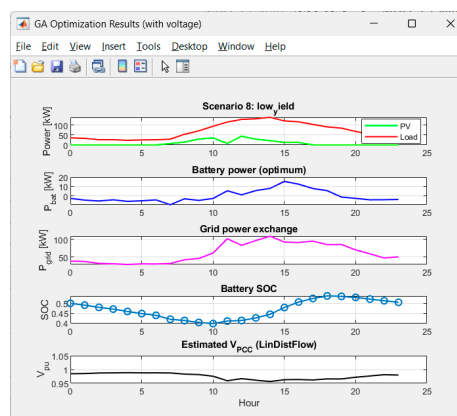 GA Optimization Results (with voltage)
File Edit View Insert Tools Desktop Window Help
Scenario 8: low_yield
Power [kW]
100
50
0
PV
Load
0 5 10 15 20 25
Battery power (optimum)
P_bat [kW]
20
10
0
0 5 10 15 20 25
Grid power exchange
P_grid [kW]
100
50
0 5 10 15 20 25
Battery SOC
SOC
0.5
0.45
0.4
0 5 10 15 20 25
Estimated V_PCC (LinDistFlow)
V_pu
1.05
1
0.95
0 5 10 15 20 25
Hour